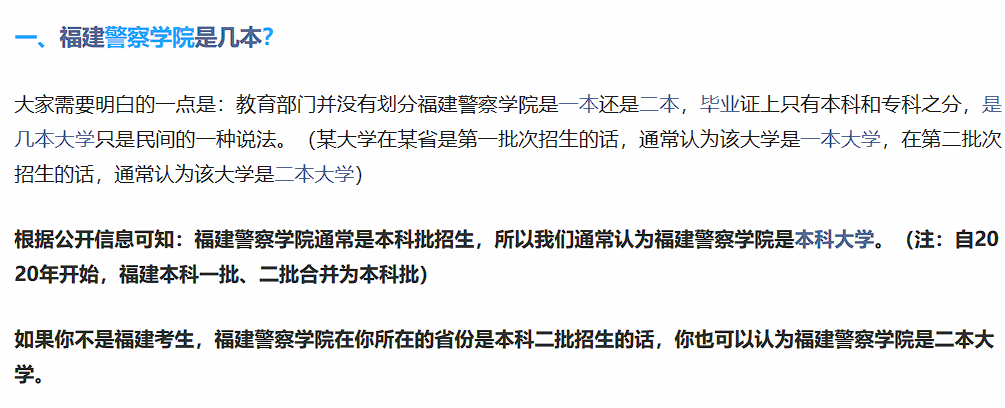 一、福建警察学院是几本？
大家需要明白的一点是：教育部门并没有划分福建警察学院是一本还是二本，毕业证上只有本科和专科之分，是
几本大学只是民间的一种说法。（某大学在某省是第一批次招生的话，通常认为该大学是一本大学，在第二批次
招生的话，通常认为该大学是二本大学）
根据公开信息可知：福建警察学院通常是本科批招生，所以我们通常认为福建警察学院是本科大学。（注：自20
20年开始，福建本科一批、二批合并为本科批）
如果你不是福建考生，福建警察学院在你所在的省份是本科二批招生的话，你也可以认为福建警察学院是二本大
学。